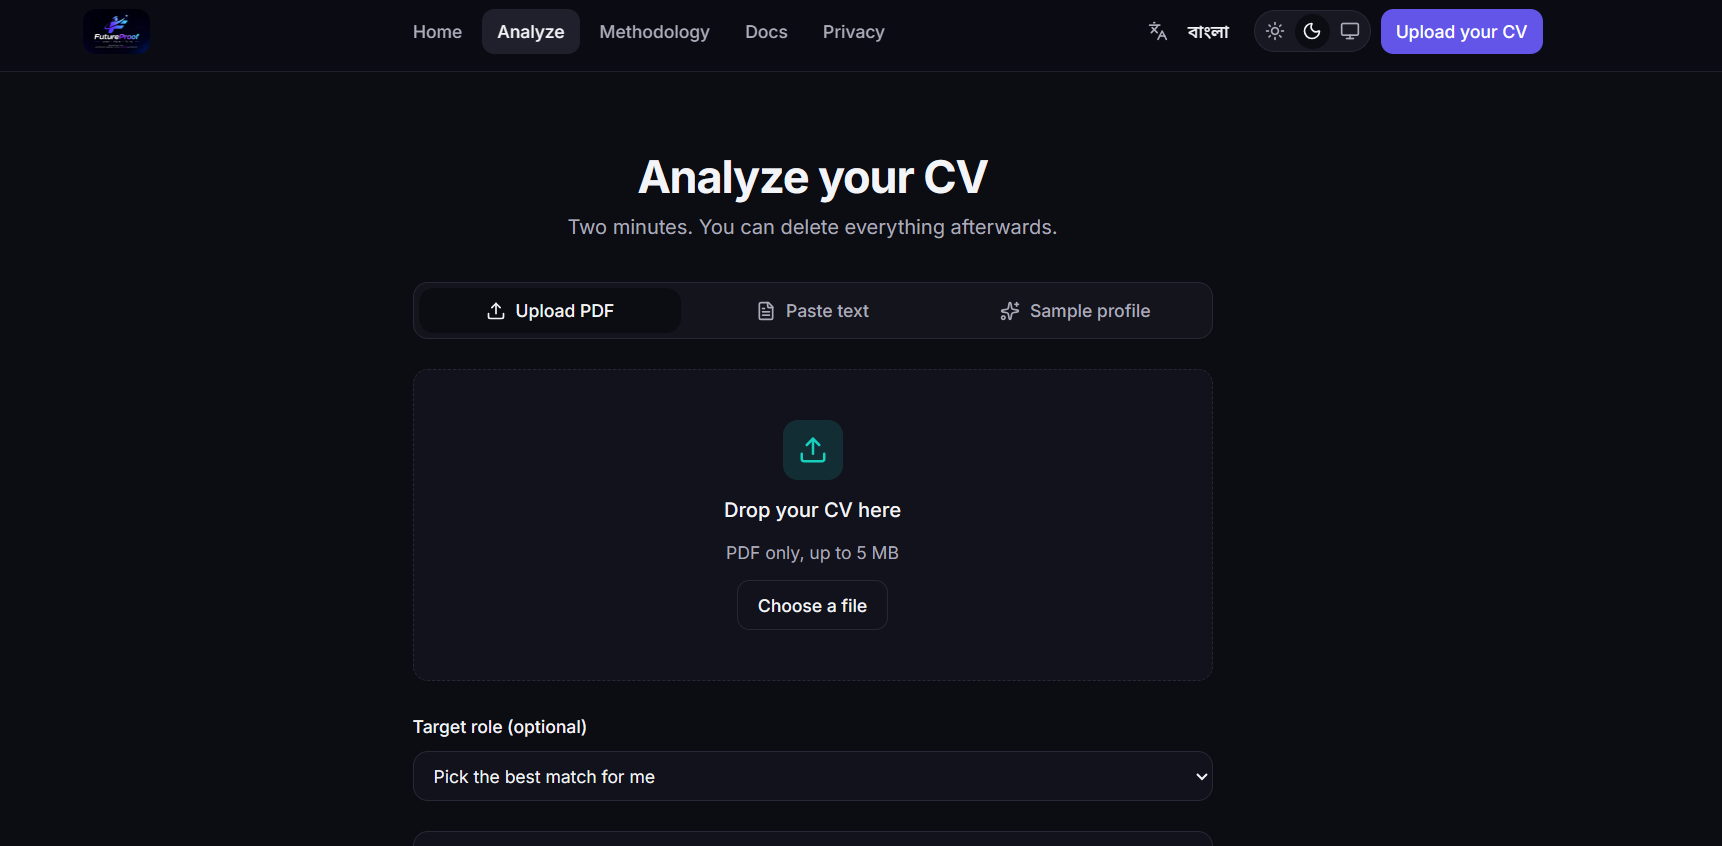 FutureProof
Home
Analyze
Methodology
Docs
Privacy
বাংলা
Upload your CV
Analyze your CV
Two minutes. You can delete everything afterwards.
Upload PDF
Paste text
Sample profile
Drop your CV here
PDF only, up to 5 MB
Choose a file
Target role (optional)
Pick the best match for me